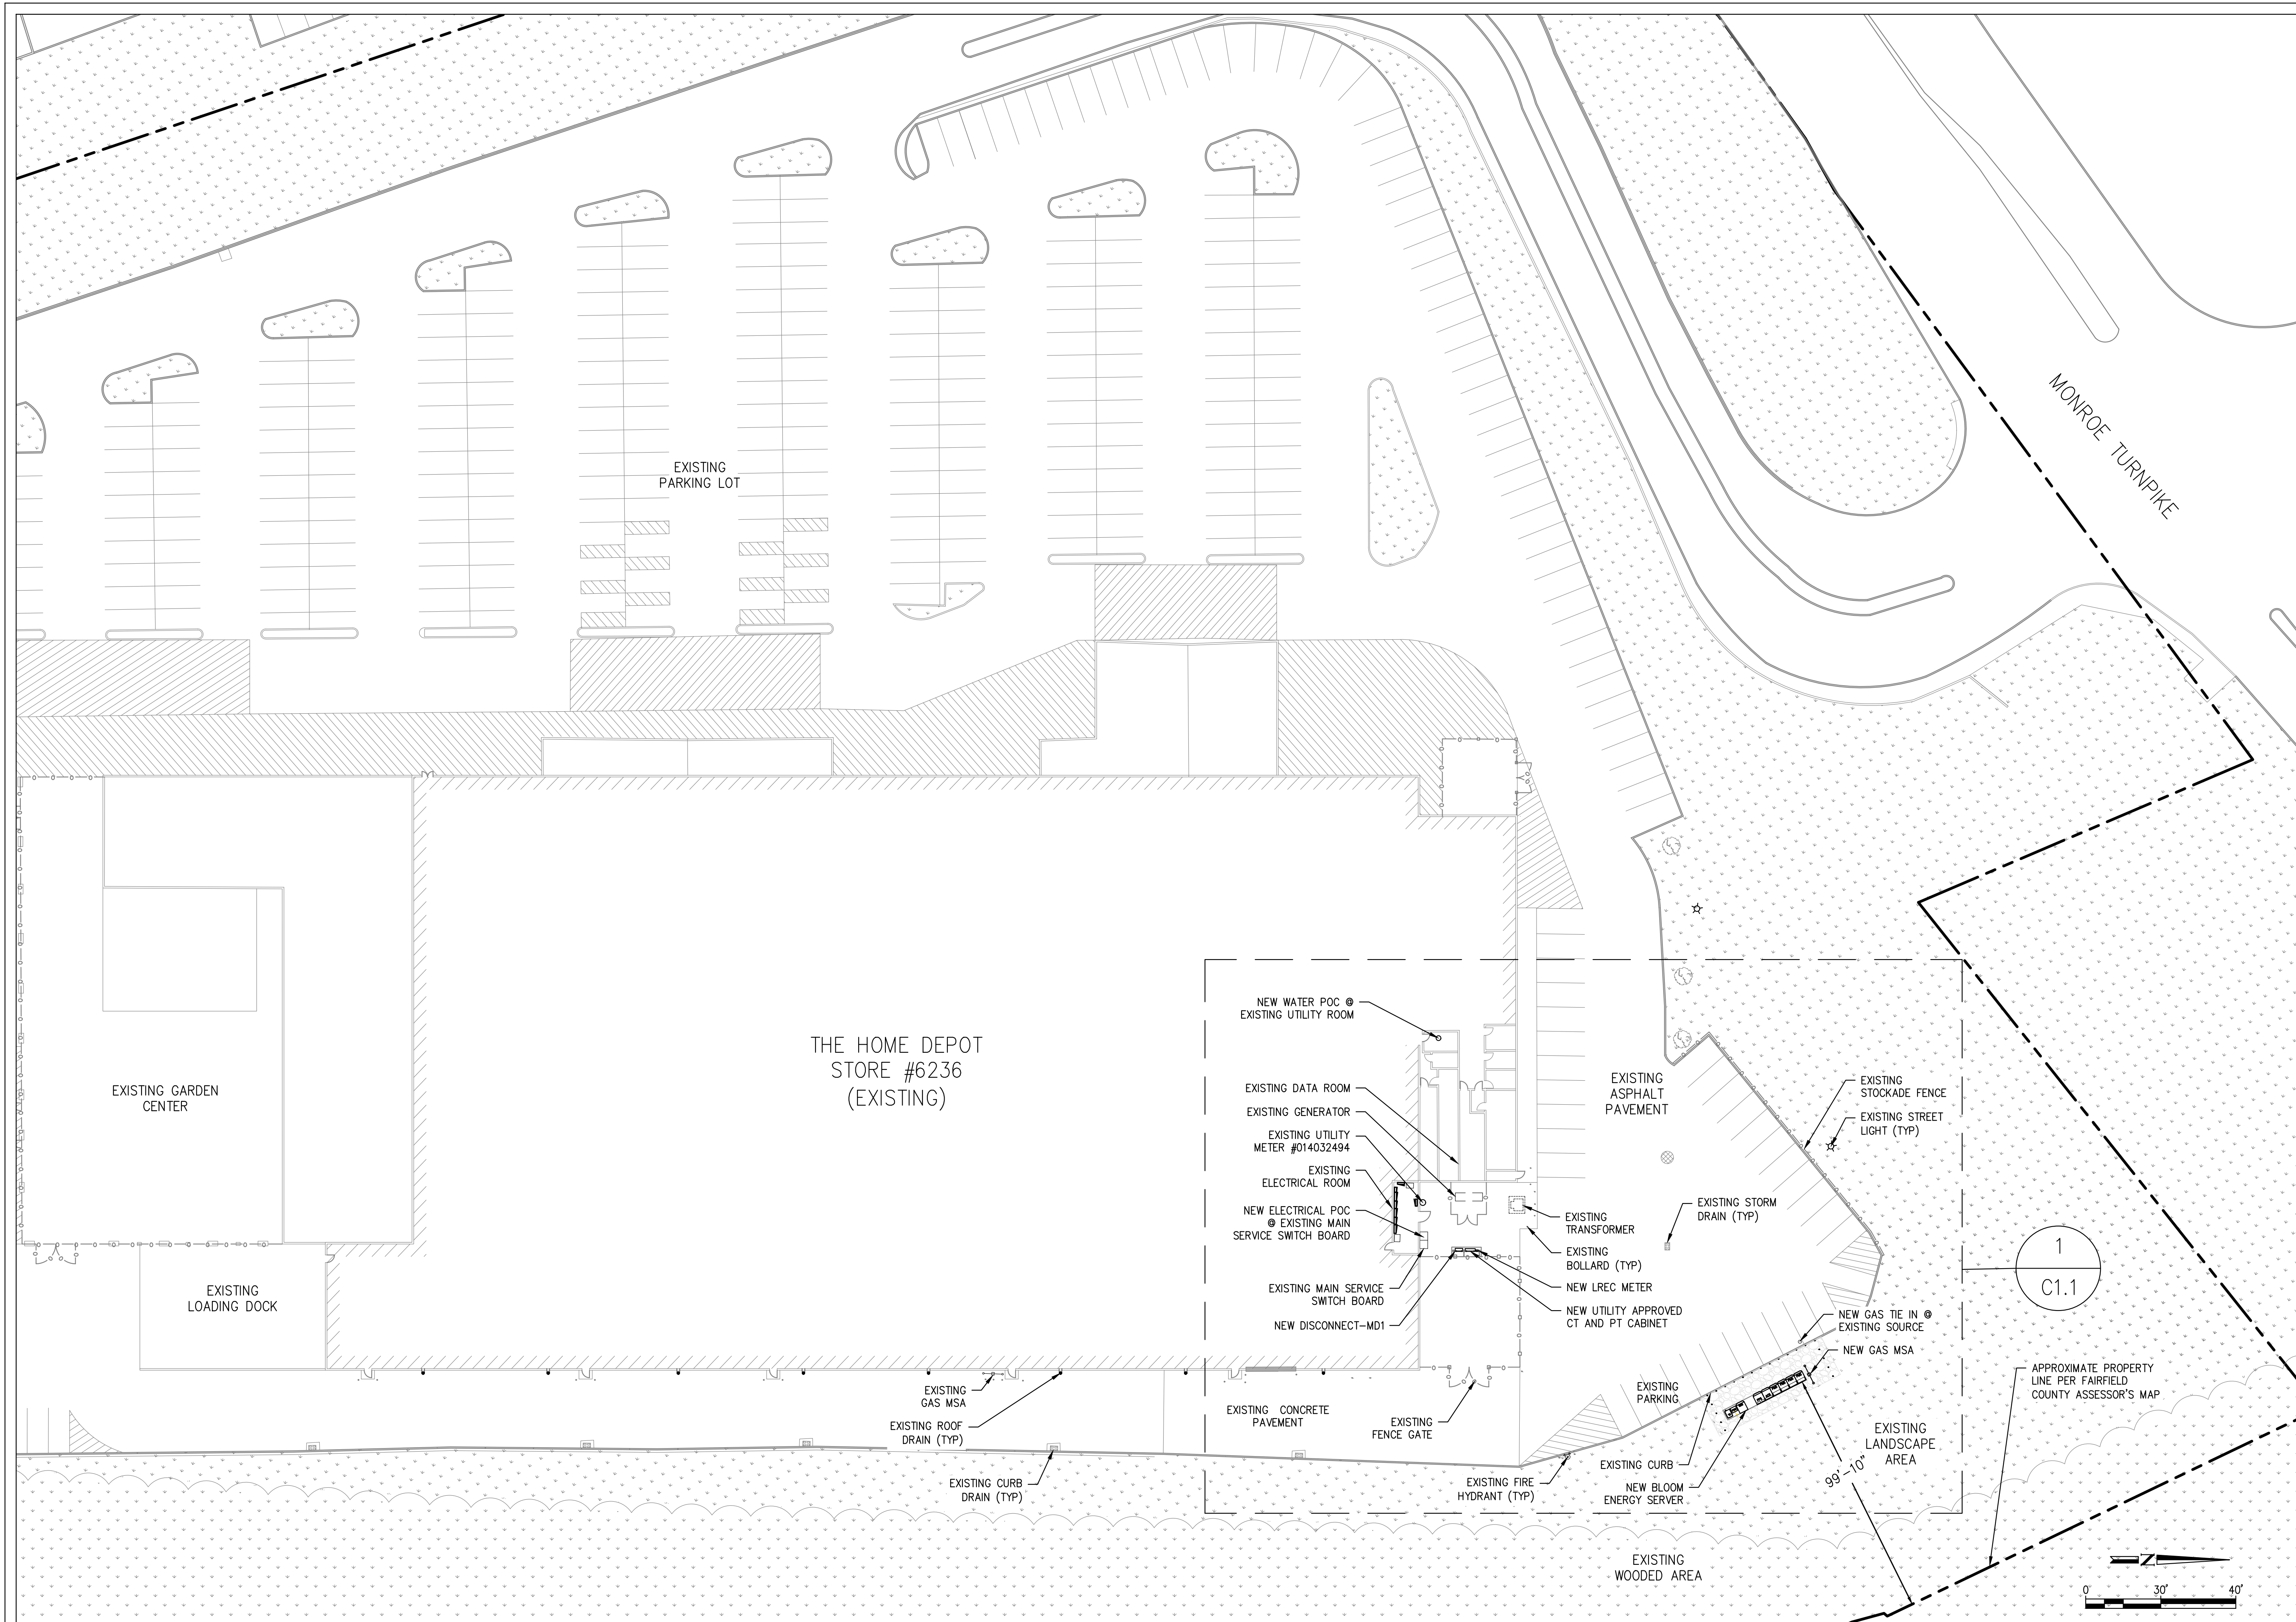 MONROE TURNPIKE
EXISTING
PARKING LOT
THE HOME DEPOT
STORE #6236
(EXISTING)
EXISTING GARDEN
CENTER
EXISTING
LOADING DOCK
NEW WATER POC @
EXISTING UTILITY ROOM
EXISTING DATA ROOM
EXISTING GENERATOR
EXISTING UTILITY
METER #014032494
EXISTING
ELECTRICAL ROOM
NEW ELECTRICAL POC
@ EXISTING MAIN
SERVICE SWITCH BOARD
EXISTING MAIN SERVICE
SWITCH BOARD
NEW DISCONNECT-MD1
EXISTING
ASPHALT
PAVEMENT
EXISTING
STOCKADE FENCE
EXISTING STREET
LIGHT (TYP)
EXISTING STORM
DRAIN (TYP)
EXISTING
TRANSFORMER
EXISTING
BOLLARD (TYP)
NEW LREC METER
NEW UTILITY APPROVED
CT AND PT CABINET
1
C1.1
NEW GAS TIE IN @
EXISTING SOURCE
NEW GAS MSA
APPROXIMATE PROPERTY
LINE PER FAIRFIELD
COUNTY ASSESSOR'S MAP
EXISTING
PARKING
EXISTING
GAS MSA
EXISTING ROOF
DRAIN (TYP)
EXISTING CURB
DRAIN (TYP)
EXISTING CONCRETE
PAVEMENT
EXISTING
FENCE GATE
EXISTING
LANDSCAPE
AREA
EXISTING CURB
EXISTING FIRE
HYDRANT (TYP)
NEW BLOOM
ENERGY SERVER
99'-10"
EXISTING
WOODED AREA
Z
0 30' 40'